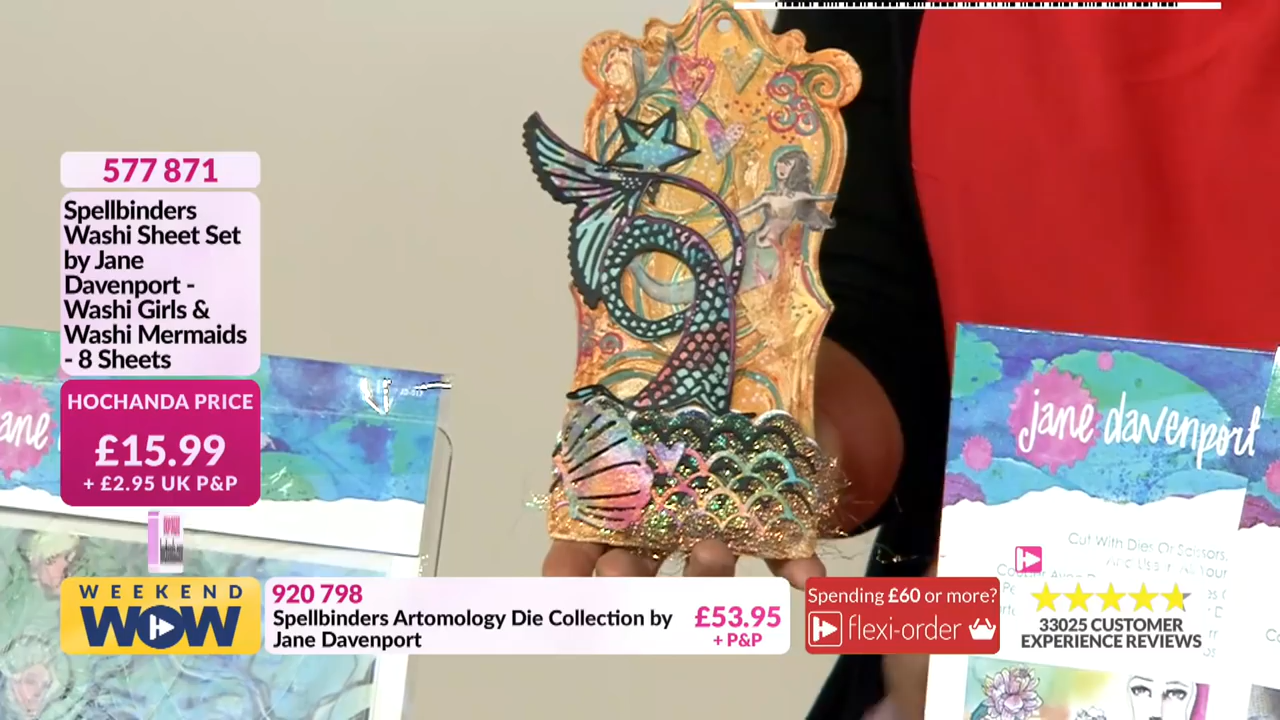 577 871
Spellbinders
Washi Sheet Set
by Jane
Davenport -
Washi Girls &
Washi Mermaids
- 8 Sheets
HOCHANDA PRICE
£15.99
+ £2.95 UK P&P
WEEKEND
WOW
920 798
Spellbinders Artomology Die Collection by
Jane Davenport
£53.95
+ P&P
Spending £60 or more?
flexi-order
33025 CUSTOMER
EXPERIENCE REVIEWS
jane davenport
Cut With Dies Or Scissors,
ane